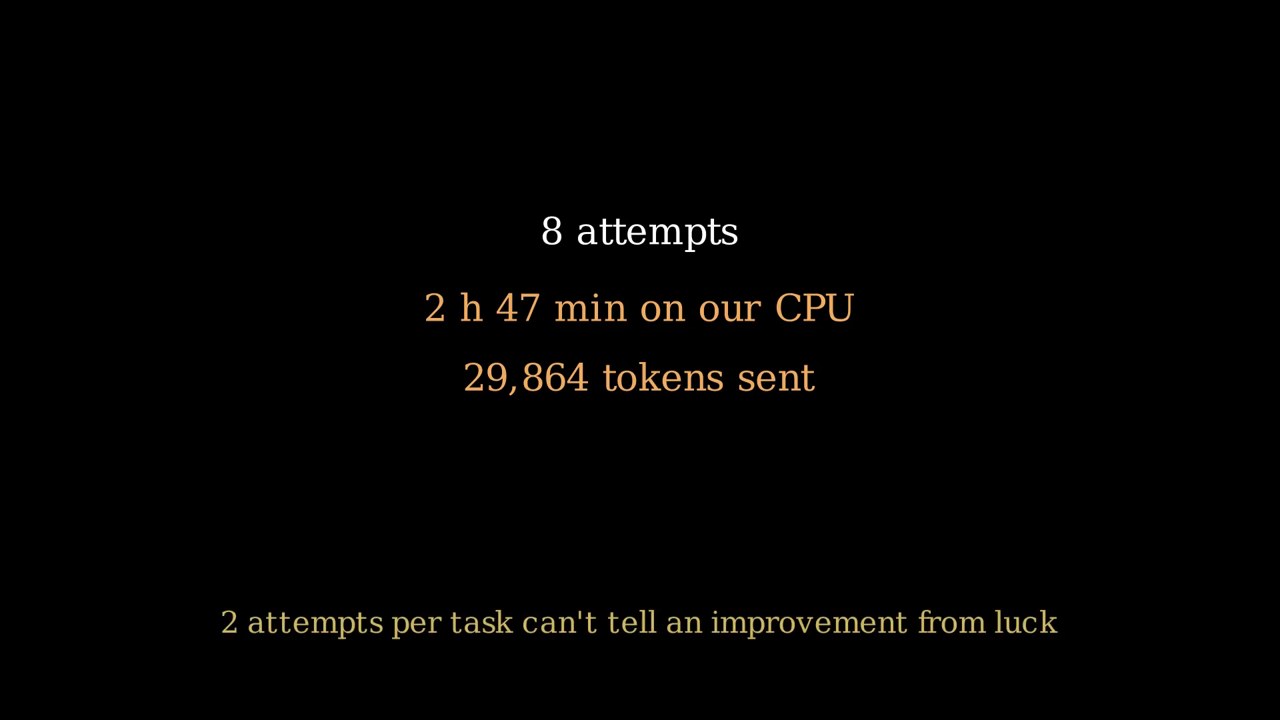 8 attempts
2 h 47 min on our CPU
29,864 tokens sent
2 attempts per task can't tell an improvement from luck